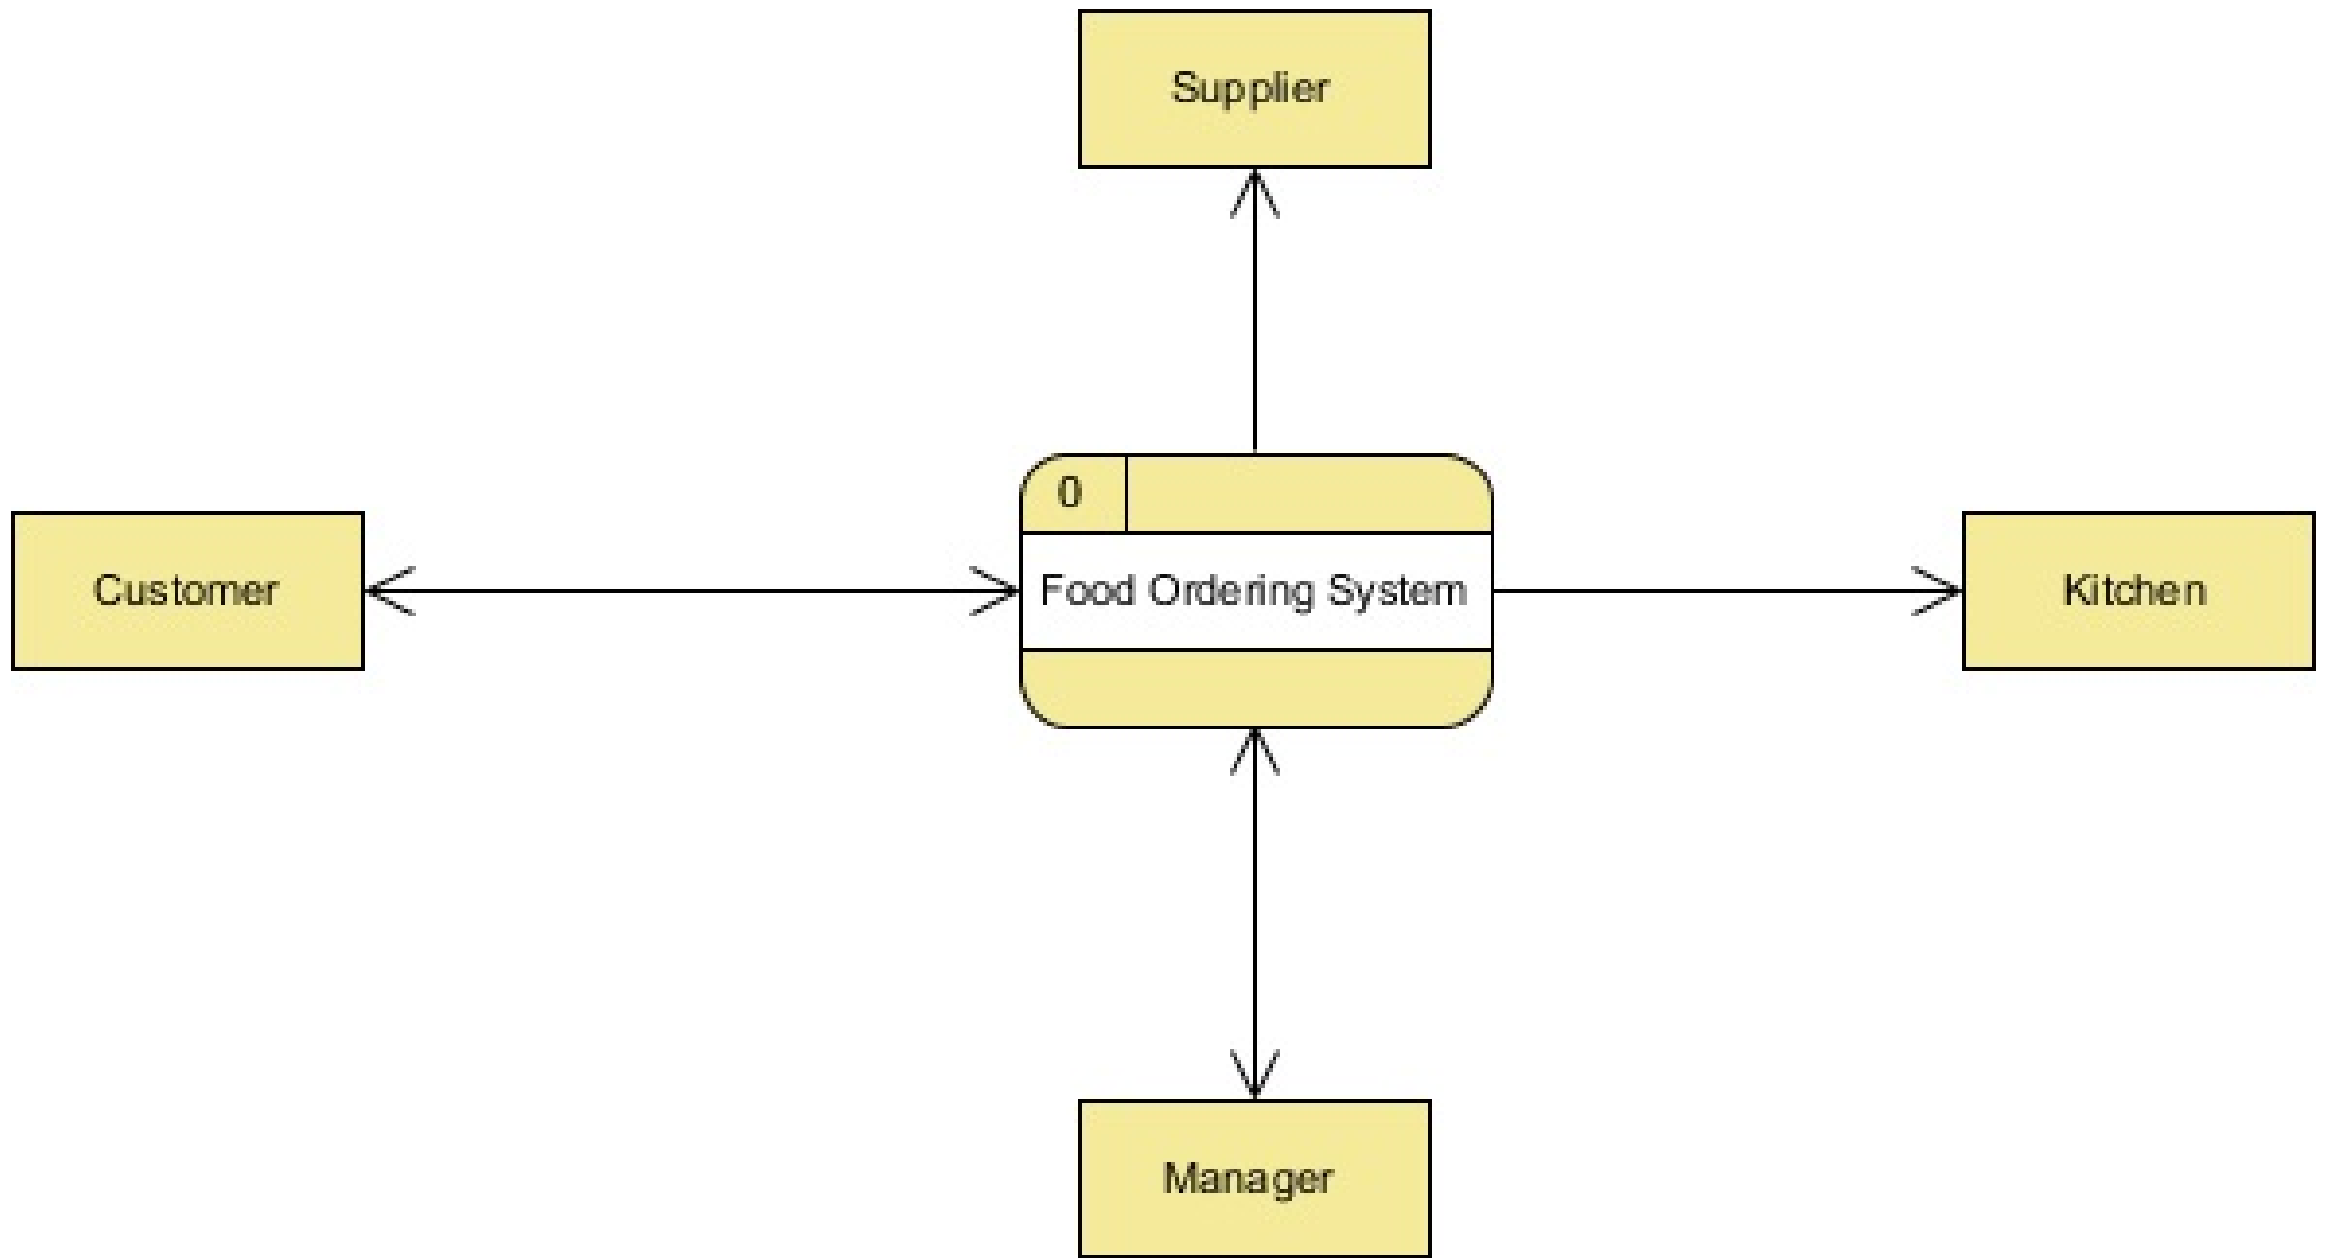 Supplier
0
Customer
Food Ordering System
Kitchen
Manager